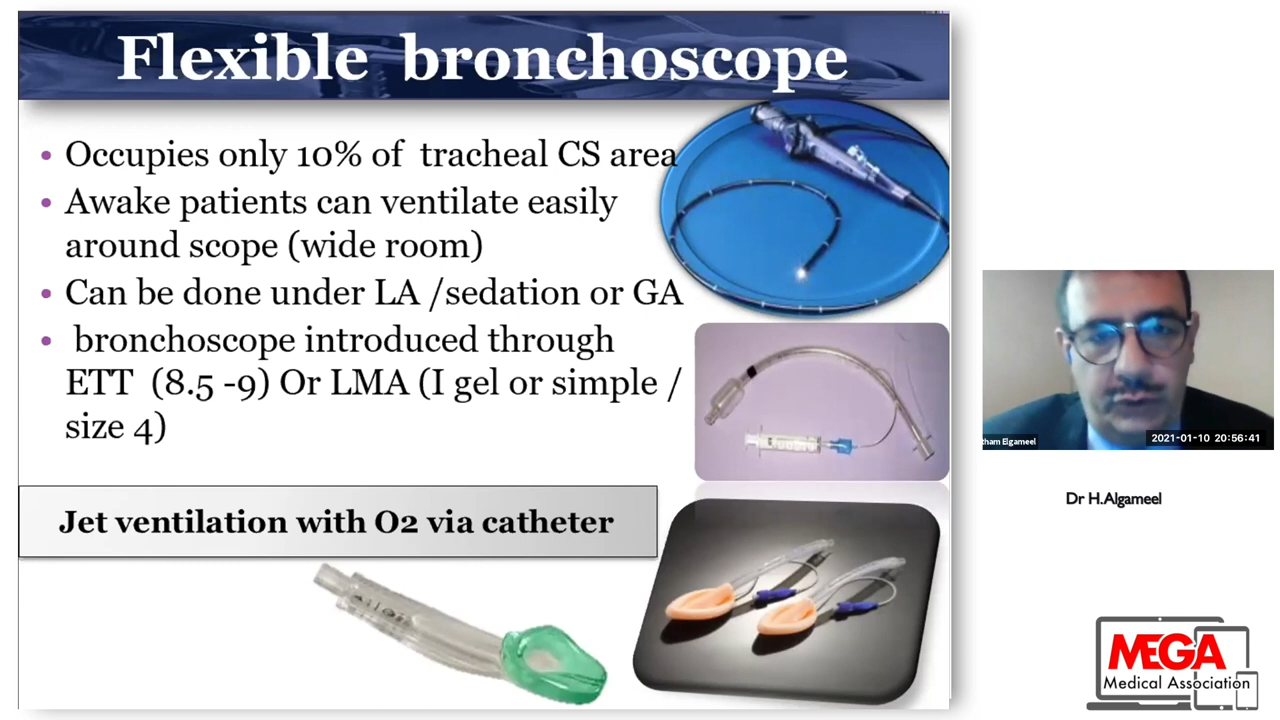 Flexible bronchoscope
• Occupies only 10% of tracheal CS area
• Awake patients can ventilate easily
around scope (wide room)
• Can be done under LA /sedation or GA
• bronchoscope introduced through
ETT (8.5 -9) Or LMA (I gel or simple /
size 4)
Jet ventilation with O2 via catheter
tham Elgameel
2021-01-10 20:56:41
Dr H.Algameel
MEGA
Medical Association